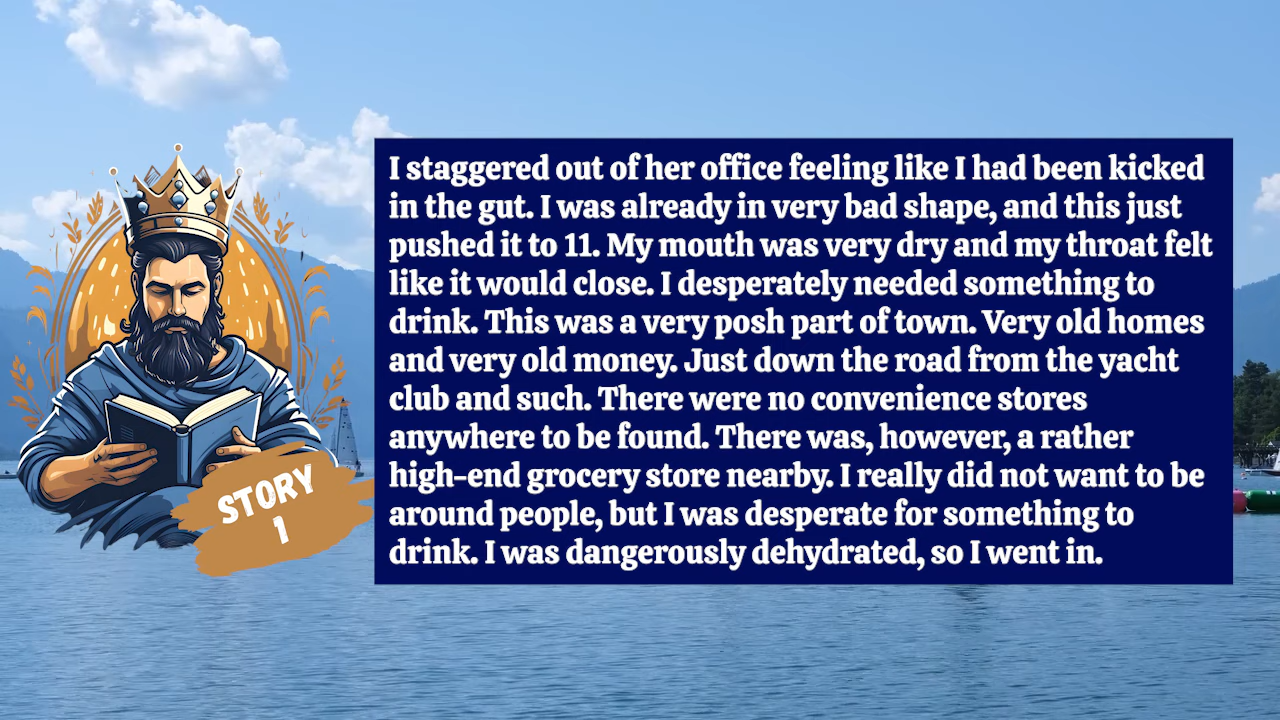 STORY
1
I staggered out of her office feeling like I had been kicked
in the gut. I was already in very bad shape, and this just
pushed it to 11. My mouth was very dry and my throat felt
like it would close. I desperately needed something to
drink. This was a very posh part of town. Very old homes
and very old money. Just down the road from the yacht
club and such. There were no convenience stores
anywhere to be found. There was, however, a rather
high-end grocery store nearby. I really did not want to be
around people, but I was desperate for something to
drink. I was dangerously dehydrated, so I went in.